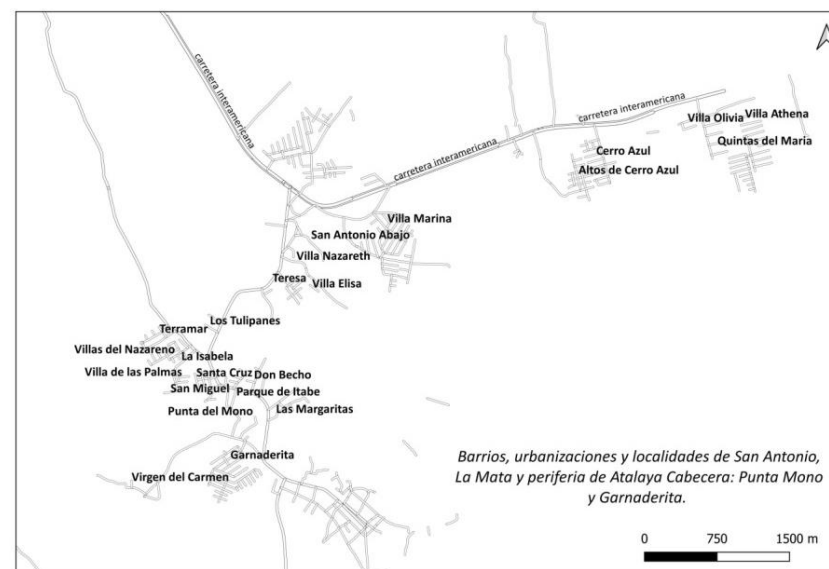 carretera interamericana
carretera interamericana
carretera interamericana
Villa Olivia
Villa Athena
Quintas del Maria
Cerro Azul
Altos de Cerro Azul
Villa Marina
San Antonio Abajo
Villa Nazareth
Teresa
Villa Elisa
Los Tulipanes
Terramar
Villas del Nazareno
La Isabela
Villa de las Palmas
Santa Cruz
Don Becho
San Miguel
Parque de Itabe
Punta del Mono
Las Margaritas
Garnaderita
Virgen del Carmen
Barrios, urbanizaciones y localidades de San Antonio,
La Mata y periferia de Atalaya Cabecera: Punta Mono
y Garnaderita.
0 750 1500 m